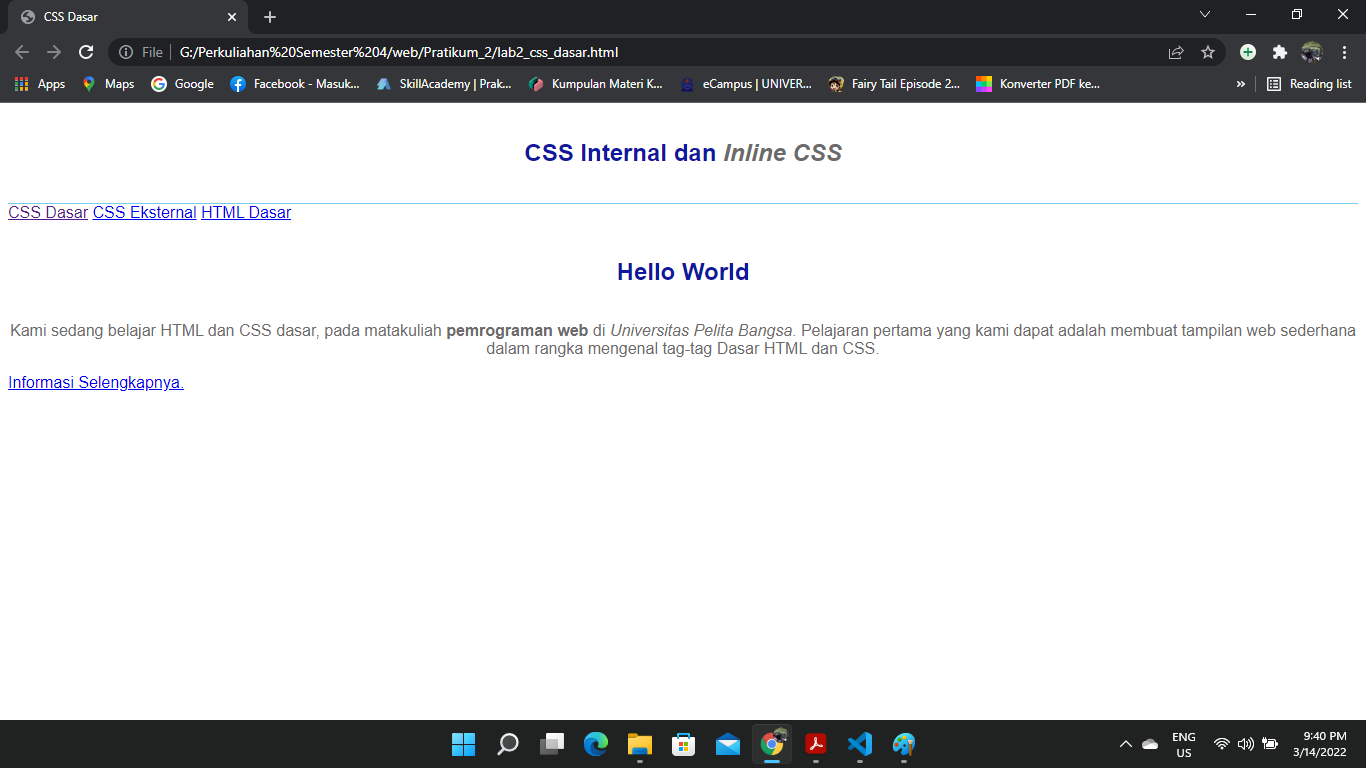 CSS Dasar
File G:/Perkuliahan%20Semester%204/web/Pratikum_2/lab2_css_dasar.html
Apps Maps Google Facebook - Masuk... SkillAcademy | Prak... Kumpulan Materi K... eCampus | UNIVER... Fairy Tail Episode 2... Konverter PDF ke... » Reading list
CSS Internal dan Inline CSS
CSS Dasar CSS Eksternal HTML Dasar
Hello World
Kami sedang belajar HTML dan CSS dasar, pada matakuliah pemrograman web di Universitas Pelita Bangsa. Pelajaran pertama yang kami dapat adalah membuat tampilan web sederhana
dalam rangka mengenal tag-tag Dasar HTML dan CSS.
Informasi Selengkapnya.
ENG 9:40 PM
US 3/14/2022